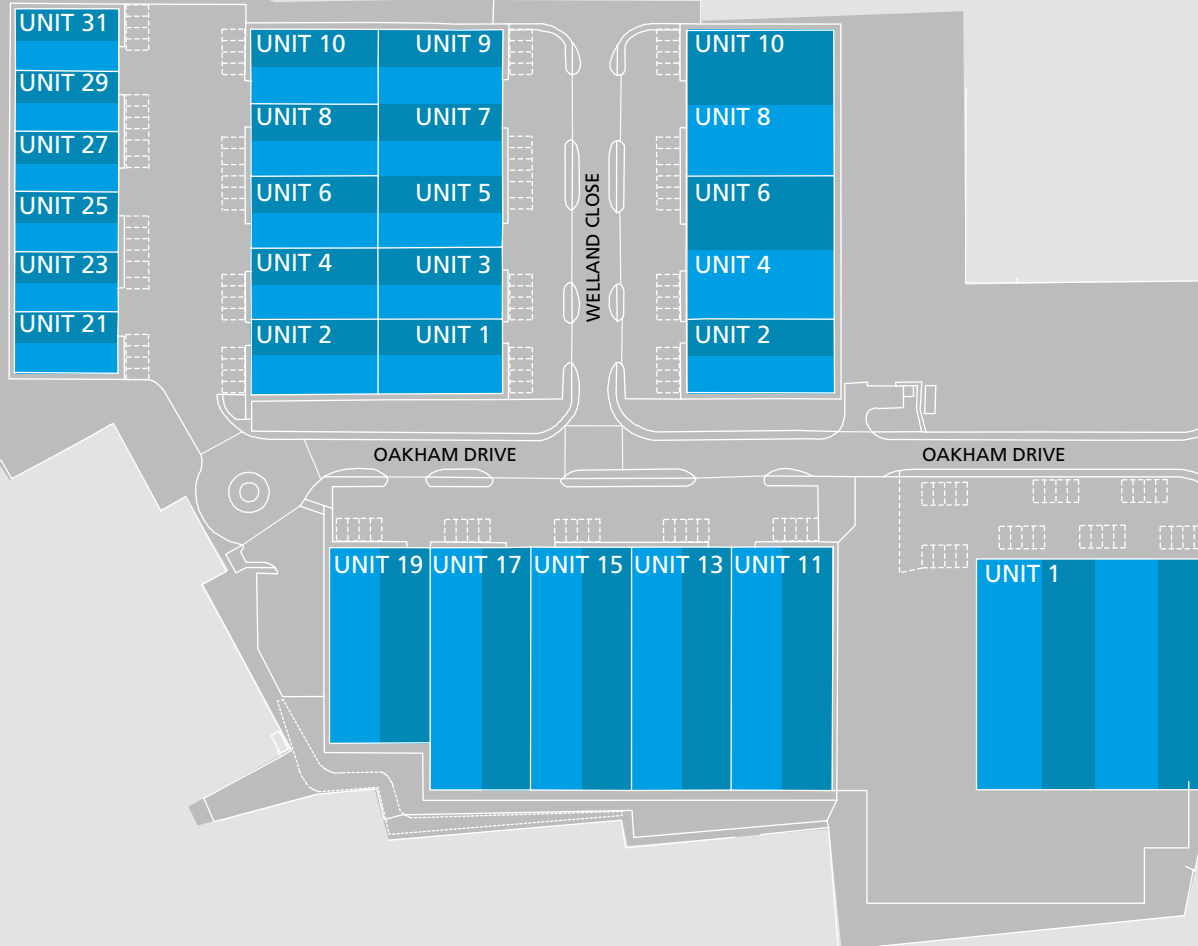 UNIT 31
UNIT 29
UNIT 27
UNIT 25
UNIT 23
UNIT 21
UNIT 10
UNIT 9
UNIT 8
UNIT 7
UNIT 6
UNIT 5
UNIT 4
UNIT 3
UNIT 2
UNIT 1
WELLAND CLOSE
UNIT 10
UNIT 8
UNIT 6
UNIT 4
UNIT 2
OAKHAM DRIVE
OAKHAM DRIVE
UNIT 19
UNIT 17
UNIT 15
UNIT 13
UNIT 11
UNIT 1